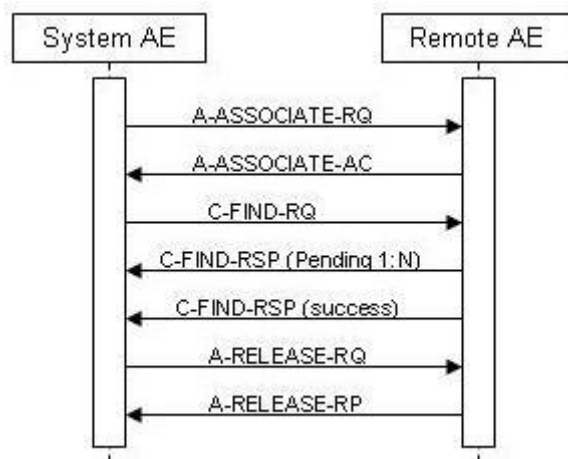 System AE
Remote AE
A-ASSOCIATE-RQ
A-ASSOCIATE-AC
C-FIND-RQ
C-FIND-RSP (Pending 1:N)
C-FIND-RSP (success)
A-RELEASE-RQ
A-RELEASE-RP